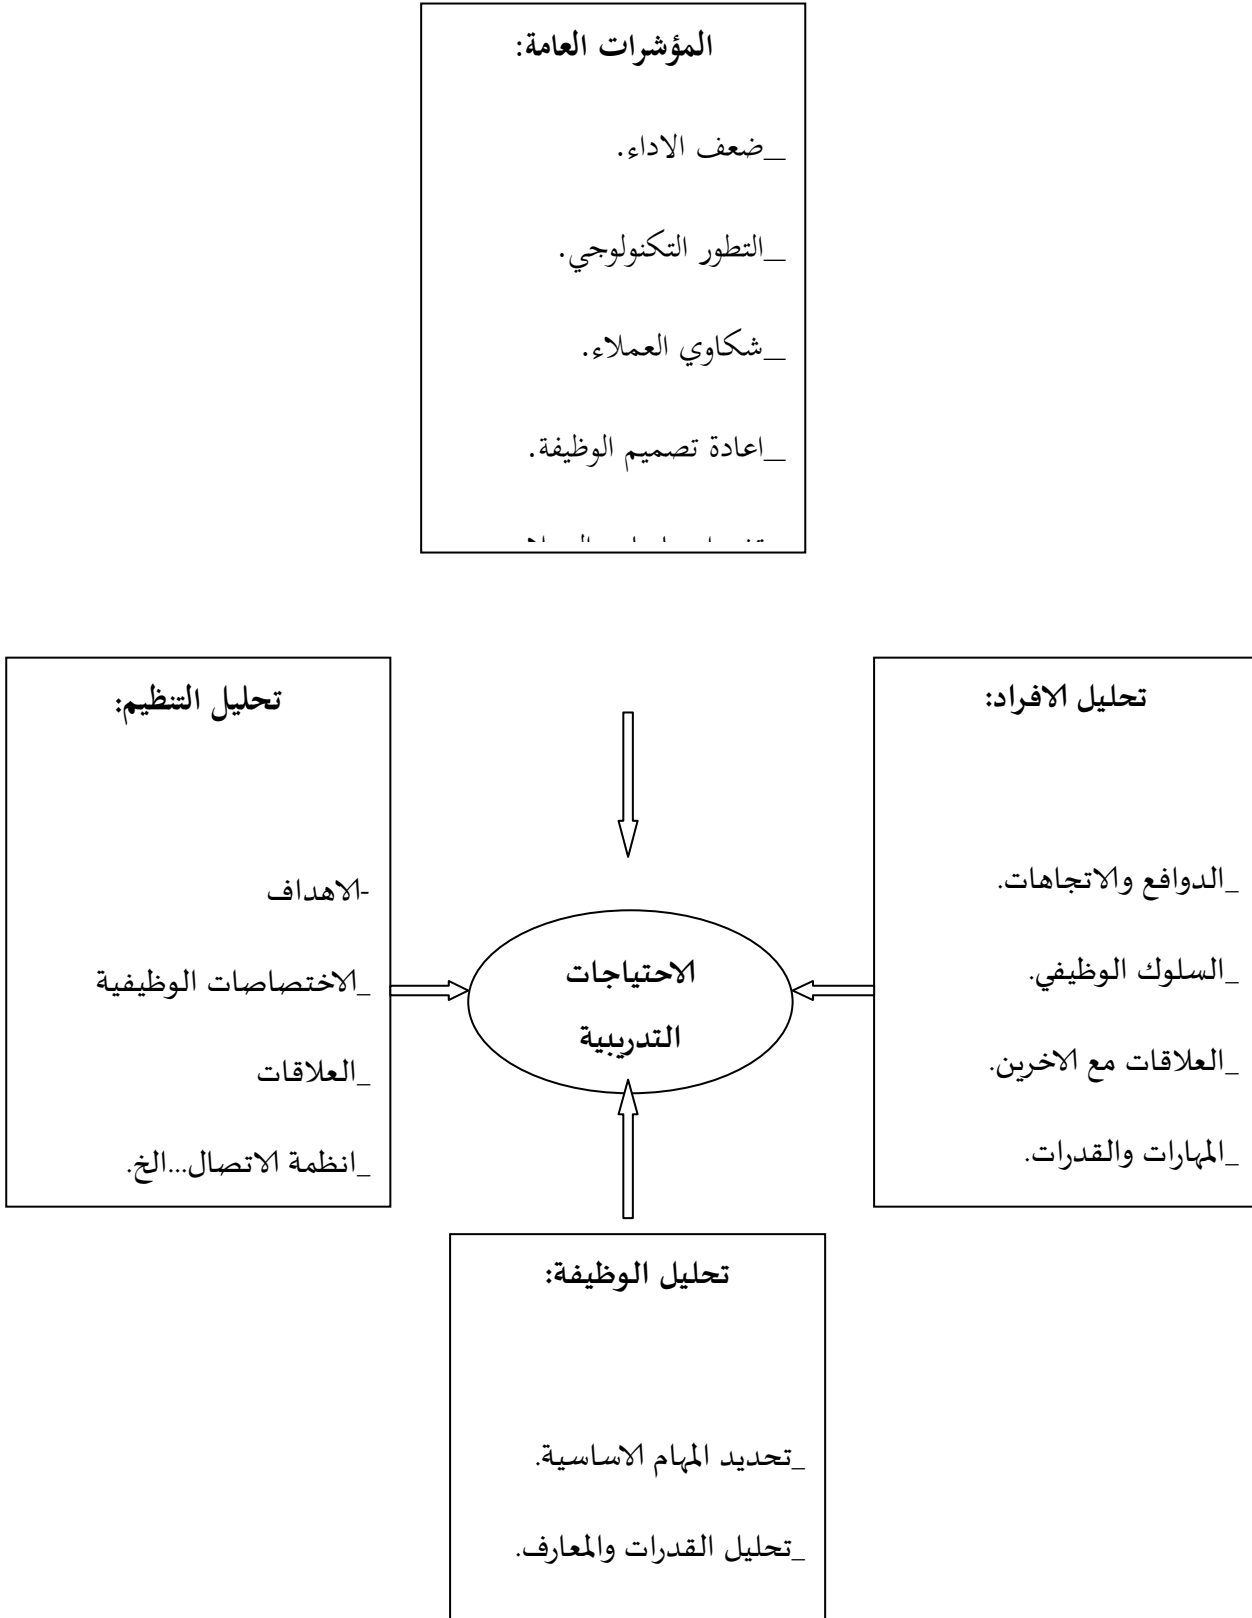 المؤشرات العامة:
_ضعف الاداء.
_التطور التكنولوجي.
_شكاوي العملاء.
_اعادة تصميم الوظيفة.
تحليل الافراد:
_الدوافع والاتجاهات.
_السلوك الوظيفي.
_العلاقات مع الاخرين.
_المهارات والقدرات.
الاحتياجات
التدريبية
تحليل التنظيم:
-الاهداف
_الاختصاصات الوظيفية
_العلاقات
_انظمة الاتصال...الخ.
تحليل الوظيفة:
_تحديد المهام الاساسية.
_تحليل القدرات والمعارف.